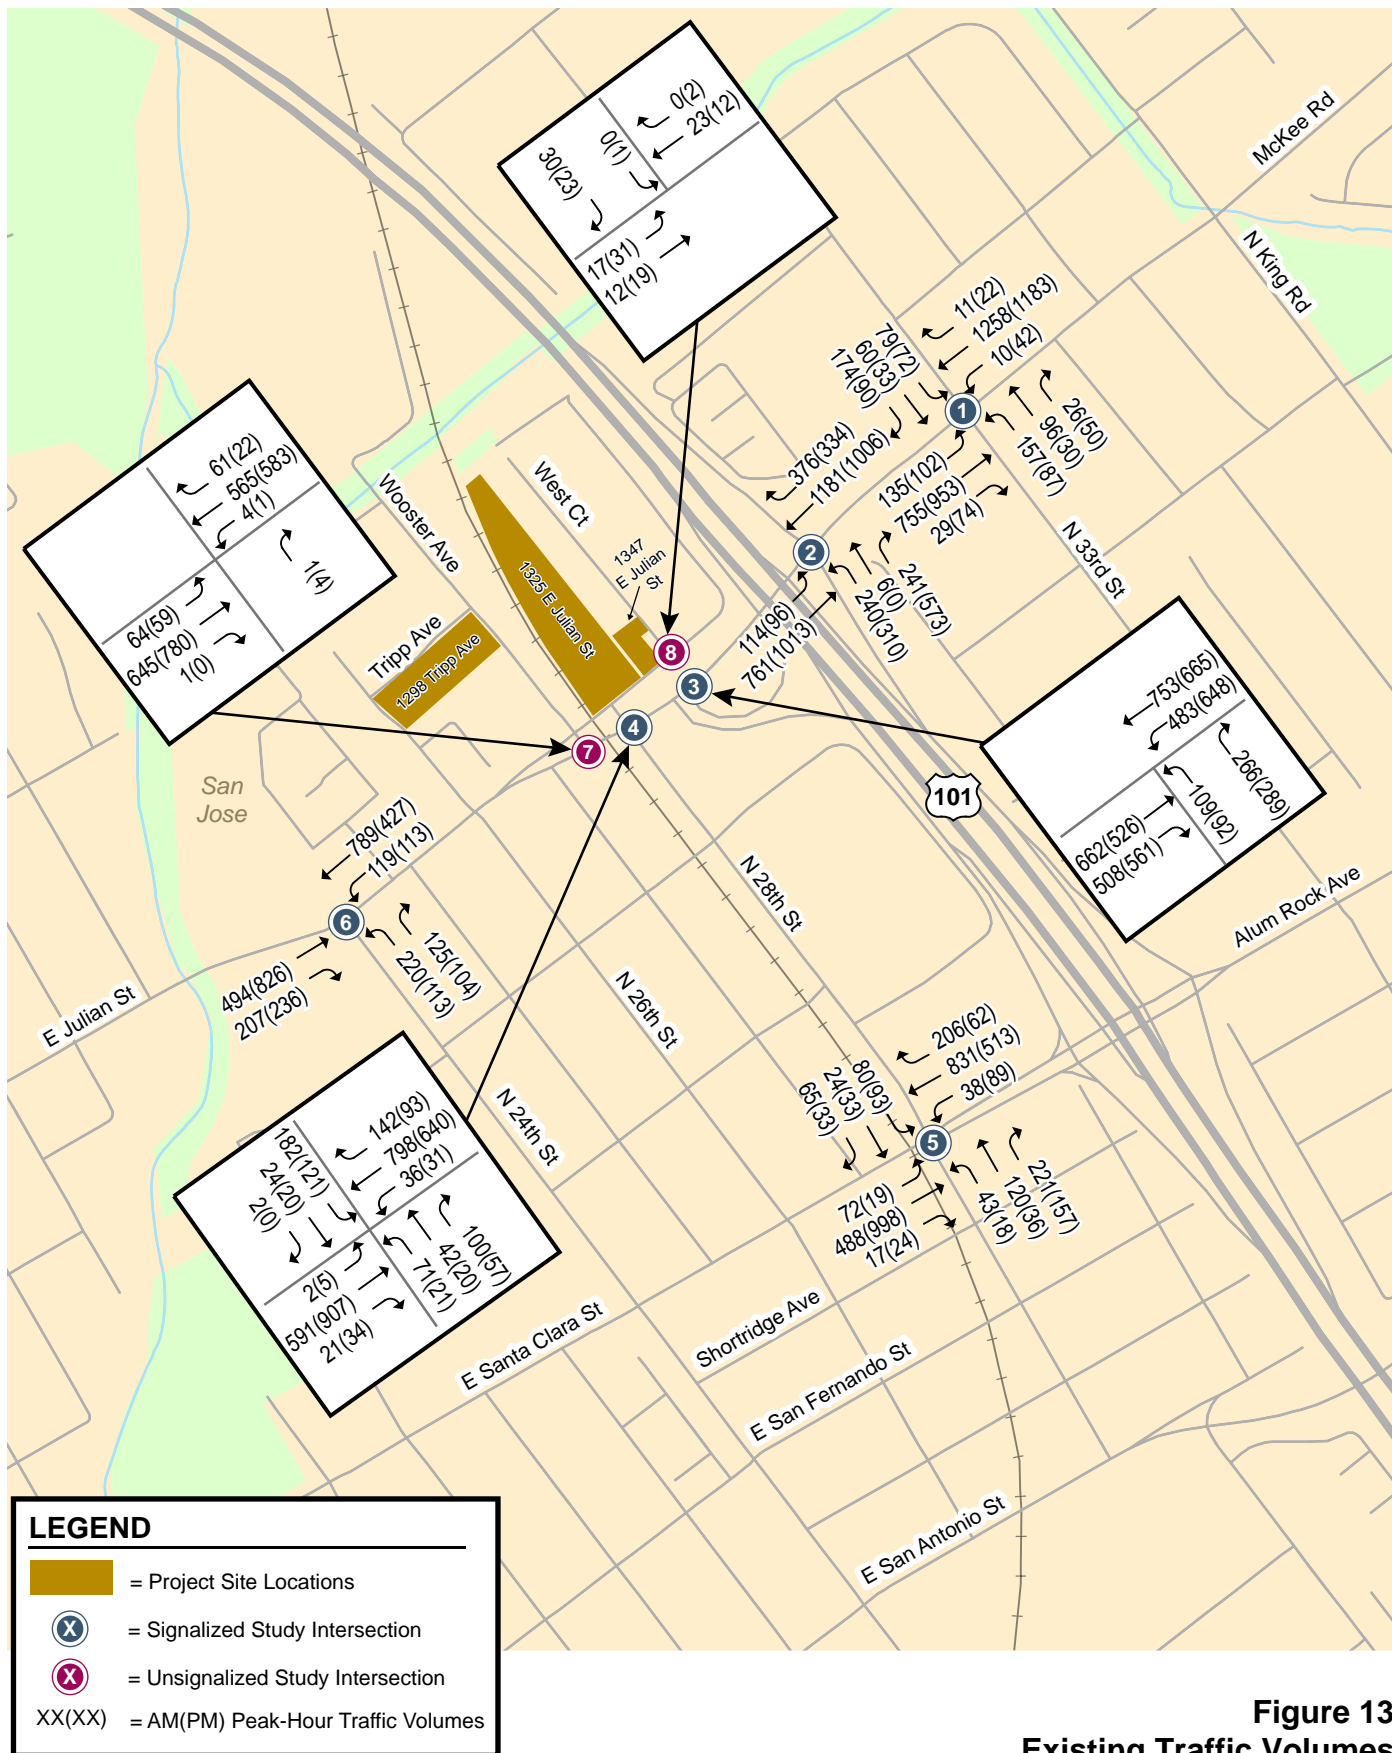 0(2)
23(12)
0(1)
30(23)
17(31)
12(19)
McKee Rd
N King Rd
11(22)
1258(1183)
10(42)
79(72)
60(33)
174(90)
1
26(50)
96(30)
157(87)
135(102)
755(953)
29(74)
376(334)
1181(1006)
2
241(573)
6(0)
240(310)
114(96)
761(1013)
N 33rd St
61(22)
565(583)
4(1)
1(4)
64(59)
645(780)
1(0)
Wooster Ave
West Ct
1347
E Julian
St
1325 E Julian St
Tripp Ave
1298 Tripp Ave
8
3
4
7
753(665)
483(648)
266(289)
109(92)
662(526)
508(561)
101
San
Jose
789(427)
119(113)
6
125(104)
220(113)
494(826)
207(236)
E Julian St
N 28th St
N 26th St
N 24th St
Alum Rock Ave
206(62)
831(513)
38(89)
80(93)
24(33)
65(33)
5
221(157)
120(36)
43(18)
72(19)
488(998)
17(24)
142(93)
798(640)
36(31)
182(121)
24(20)
2(0)
100(57)
42(20)
71(21)
2(5)
591(907)
21(34)
E Santa Clara St
Shortridge Ave
E San Fernando St
E San Antonio St
LEGEND
= Project Site Locations
X = Signalized Study Intersection
X = Unsignalized Study Intersection
XX(XX) = AM(PM) Peak-Hour Traffic Volumes
Figure 13
Existing Traffic Volumes